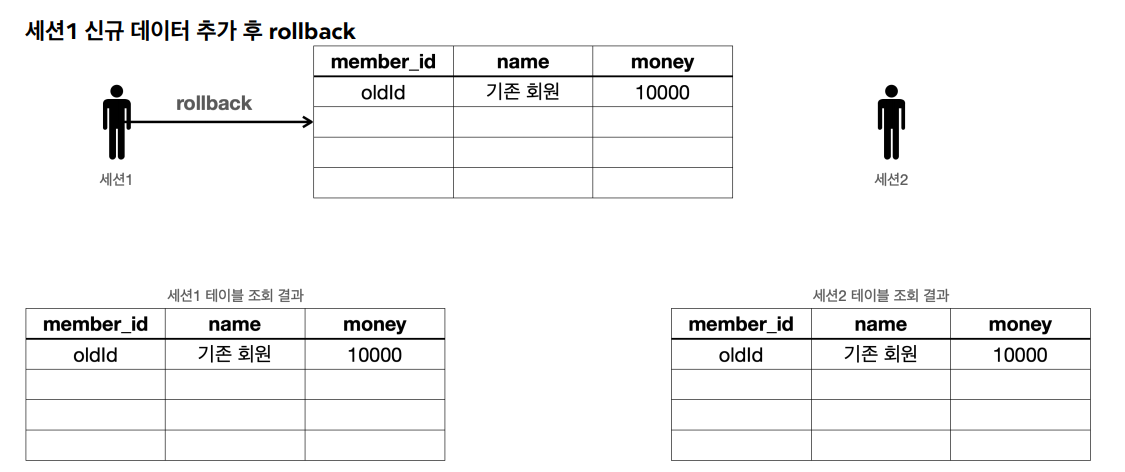 세션1 신규 데이터 추가 후 rollback
member_id name money
oldId 기존 회원 10000
rollback
세션1
세션2
세션1 테이블 조회 결과
member_id name money
oldId 기존 회원 10000
세션2 테이블 조회 결과
member_id name money
oldId 기존 회원 10000